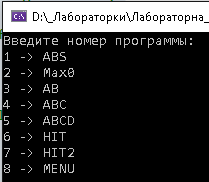 D:\_Лабораторки\Лабораторна_
Введите номер программы:
1 -> ABS
2 -> Max0
3 -> AB
4 -> ABC
5 -> ABCD
6 -> HIT
7 -> HIT2
8 -> MENU